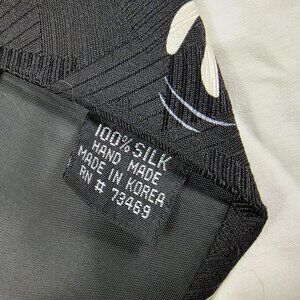 100% SILK
HAND MADE
MADE IN KOREA
RN # 73469